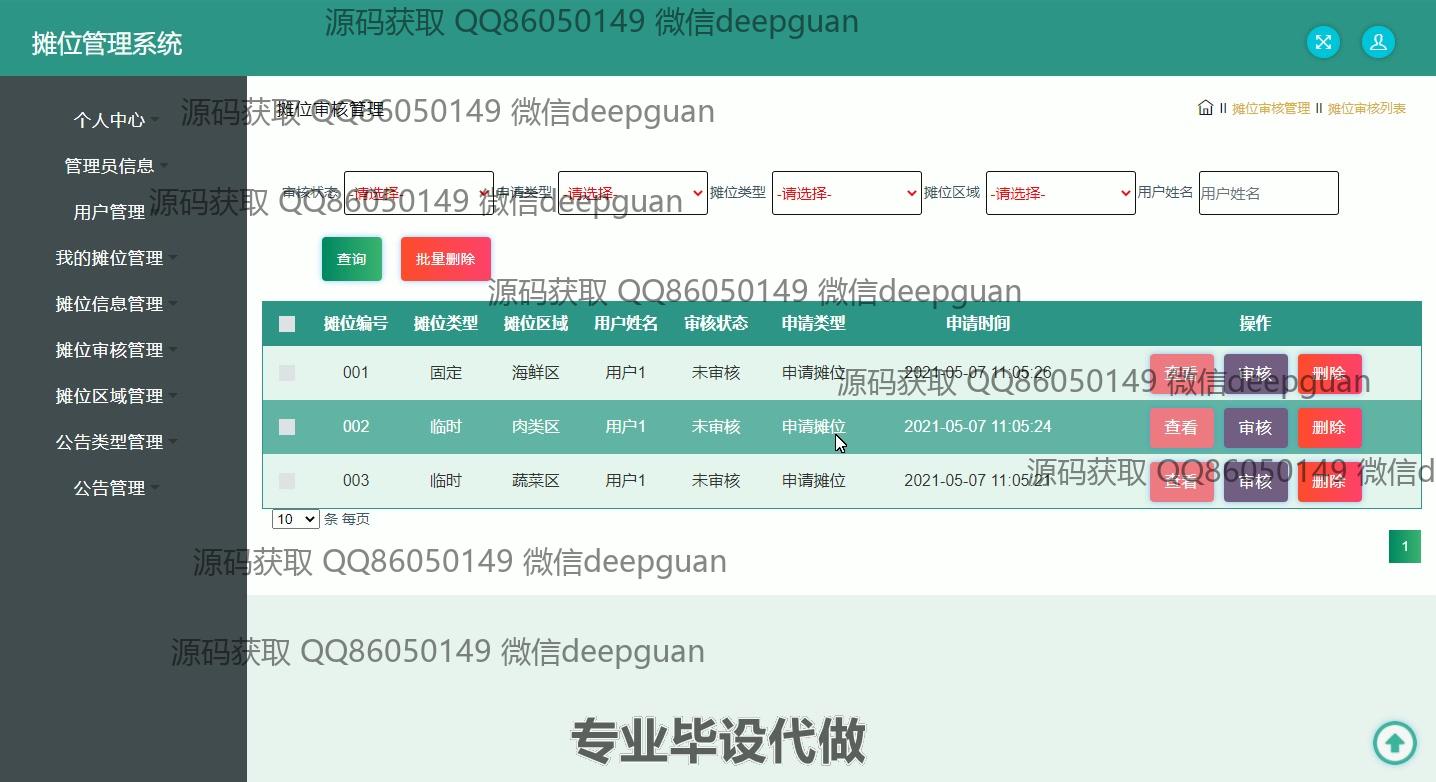 源码获取 QQ86050149 微信deepguan
摊位管理系统
个人中心
管理员信息
用户管理
我的摊位管理
摊位信息管理
摊位审核管理
摊位区域管理
公告类型管理
公告管理
源码获取 QQ86050149 微信deepguan
摊位审核管理
II 摊位审核管理 II 摊位审核列表
审核状态 -请选择- 申请类型 -请选择- 摊位类型 -请选择- 摊位区域 -请选择- 用户姓名 用户姓名
源码获取 QQ86050149 微信deepguan
查询 批量删除
源码获取 QQ86050149 微信deepguan
摊位编号 摊位类型 摊位区域 用户姓名 审核状态 申请类型 申请时间 操作
001 固定 海鲜区 用户1 未审核 申请摊位 2021-05-07 11:05:26 查看 审核 删除
源码获取 QQ86050149 微信deepguan
002 临时 肉类区 用户1 未审核 申请摊位 2021-05-07 11:05:24 查看 审核 删除
003 临时 蔬菜区 用户1 未审核 申请摊位 2021-05-07 11:05:21 查看 审核 删除
源码获取 QQ86050149 微信d
10 条 每页
1
源码获取 QQ86050149 微信deepguan
源码获取 QQ86050149 微信deepguan
专业毕设代做